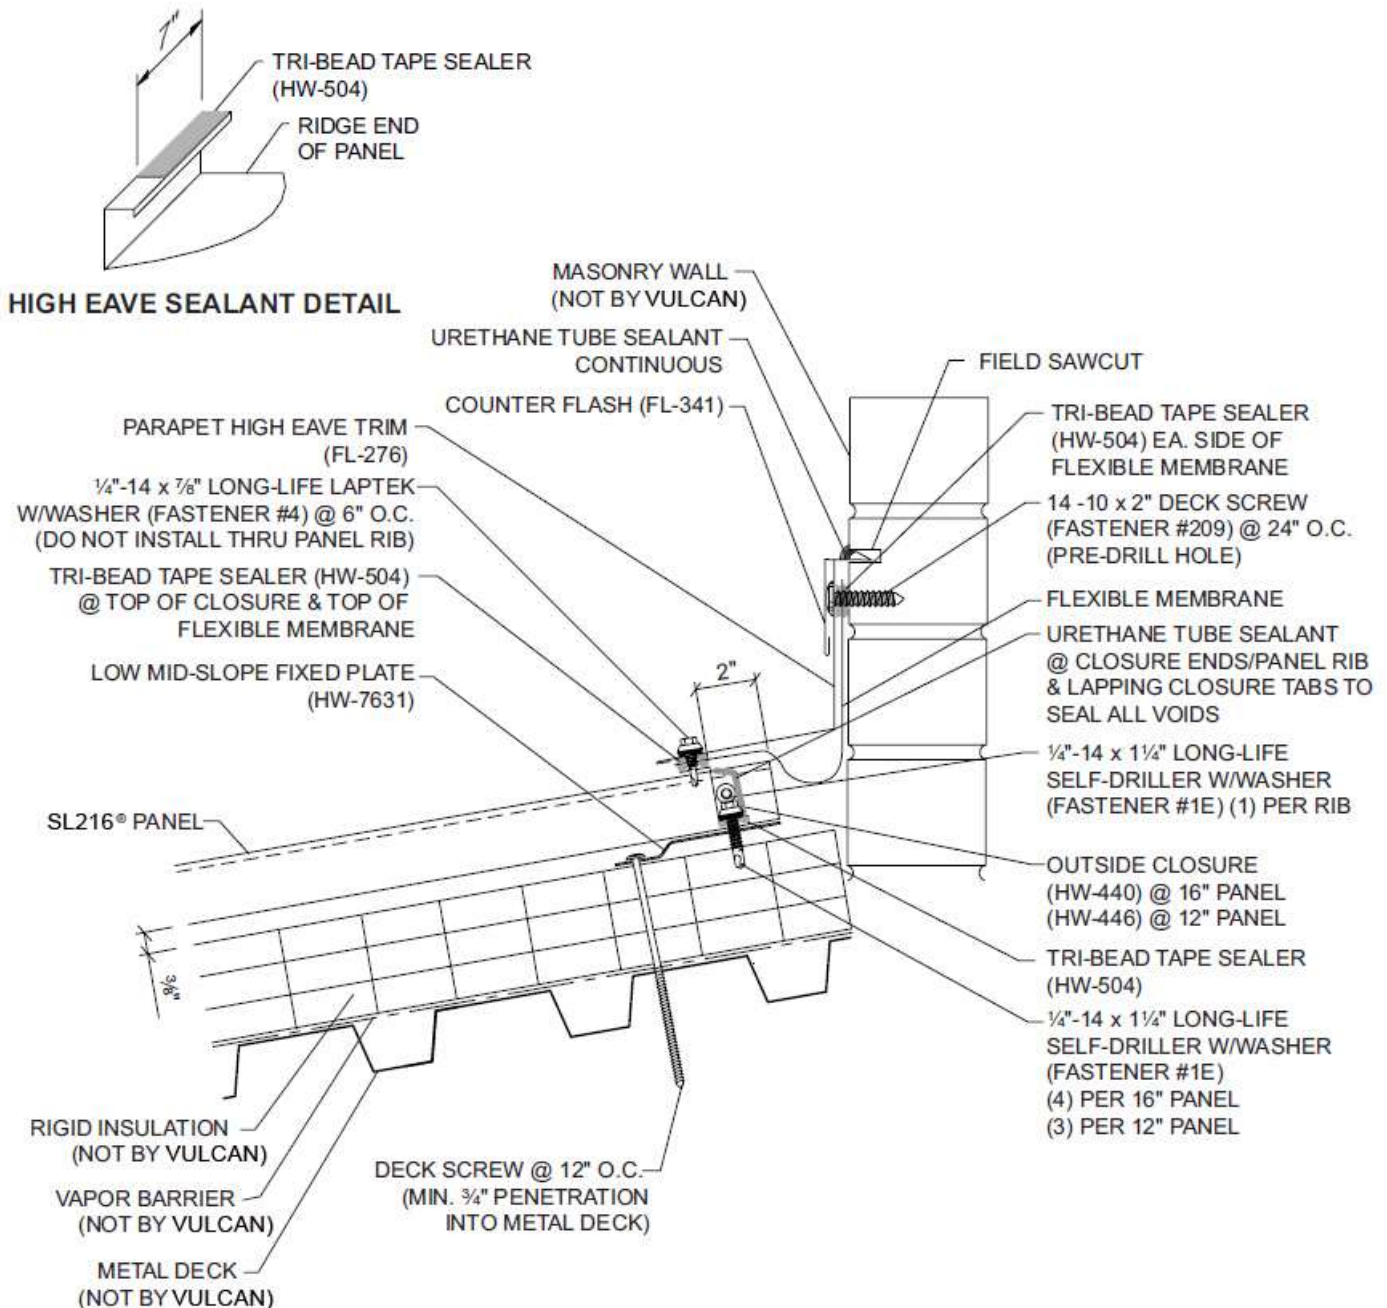 7"
TRI-BEAD TAPE SEALER
(HW-504)
RIDGE END
OF PANEL
HIGH EAVE SEALANT DETAIL
MASONRY WALL
(NOT BY VULCAN)
URETHANE TUBE SEALANT
CONTINUOUS
COUNTER FLASH (FL-341)
PARAPET HIGH EAVE TRIM
(FL-276)
¼"-14 x ⅞" LONG-LIFE LAPTEK
W/WASHER (FASTENER #4) @ 6" O.C.
(DO NOT INSTALL THRU PANEL RIB)
TRI-BEAD TAPE SEALER (HW-504)
@ TOP OF CLOSURE & TOP OF
FLEXIBLE MEMBRANE
LOW MID-SLOPE FIXED PLATE
(HW-7631)
SL216® PANEL
2"
⅜"
FIELD SAWCUT
TRI-BEAD TAPE SEALER
(HW-504) EA. SIDE OF
FLEXIBLE MEMBRANE
14 -10 x 2" DECK SCREW
(FASTENER #209) @ 24" O.C.
(PRE-DRILL HOLE)
FLEXIBLE MEMBRANE
URETHANE TUBE SEALANT
@ CLOSURE ENDS/PANEL RIB
& LAPPING CLOSURE TABS TO
SEAL ALL VOIDS
¼"-14 x 1¼" LONG-LIFE
SELF-DRILLER W/WASHER
(FASTENER #1E) (1) PER RIB
OUTSIDE CLOSURE
(HW-440) @ 16" PANEL
(HW-446) @ 12" PANEL
TRI-BEAD TAPE SEALER
(HW-504)
¼"-14 x 1¼" LONG-LIFE
SELF-DRILLER W/WASHER
(FASTENER #1E)
(4) PER 16" PANEL
(3) PER 12" PANEL
RIGID INSULATION
(NOT BY VULCAN)
VAPOR BARRIER
(NOT BY VULCAN)
METAL DECK
(NOT BY VULCAN)
DECK SCREW @ 12" O.C.
(MIN. ¾" PENETRATION
INTO METAL DECK)